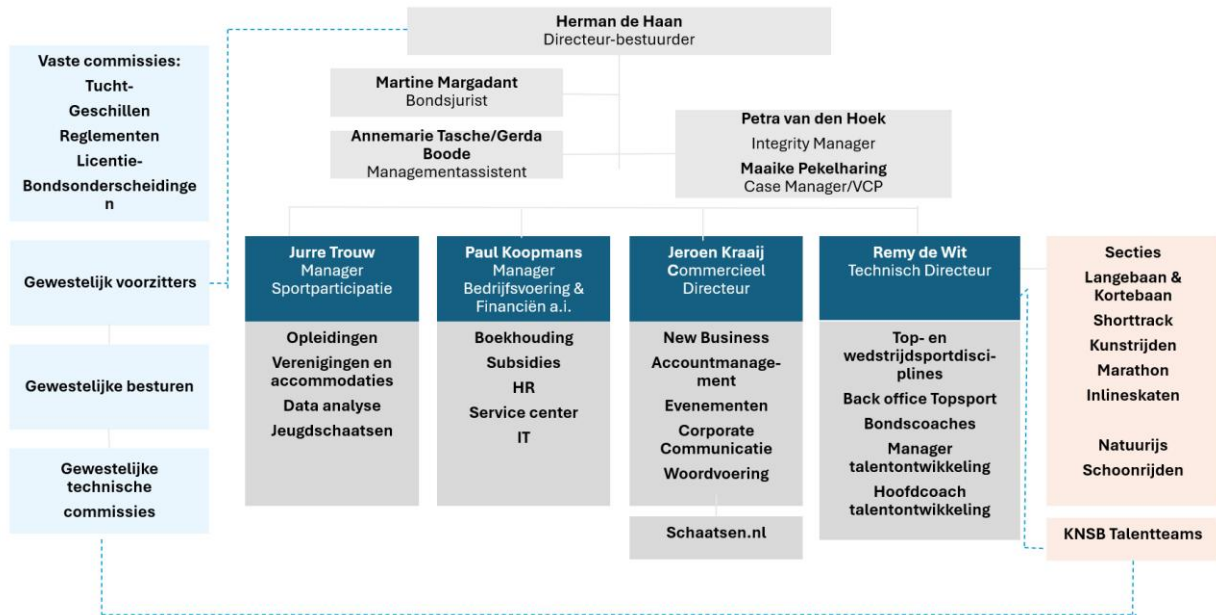 Herman de Haan
Directeur-bestuurder
Vaste commissies:
Tucht-
Geschillen
Reglementen
Licentie-
Bondsonderscheidinge
n
Martine Margadant
Bondsjurist
Annemarie Tasche/Gerda
Boode
Managementassistent
Petra van den Hoek
Integrity Manager
Maaike Pekelharing
Case Manager/VCP
Gewestelijk voorzitters
Gewestelijke besturen
Gewestelijke
technische
commissies
Jurre Trouw
Manager
Sportparticipatie
Opleidingen
Verenigingen en
accommodaties
Data analyse
Jeugdschaatsen
Paul Koopmans
Manager
Bedrijfsvoering &
Financiën a.i.
Boekhouding
Subsidies
HR
Service center
IT
Jeroen Kraaij
Commercieel
Directeur
New Business
Accountmanage-
ment
Evenementen
Corporate
Communicatie
Woordvoering
Schaatsen.nl
Remy de Wit
Technisch Directeur
Top- en
wedstrijdsportdisci-
plines
Back office Topsport
Bondscoaches
Manager
talentontwikkeling
Hoofdcoach
talentontwikkeling
Secties
Langebaan &
Kortebaan
Shorttrack
Kunstrijden
Marathon
Inlineskaten
Natuurijs
Schoonrijden
KNSB Talentteams